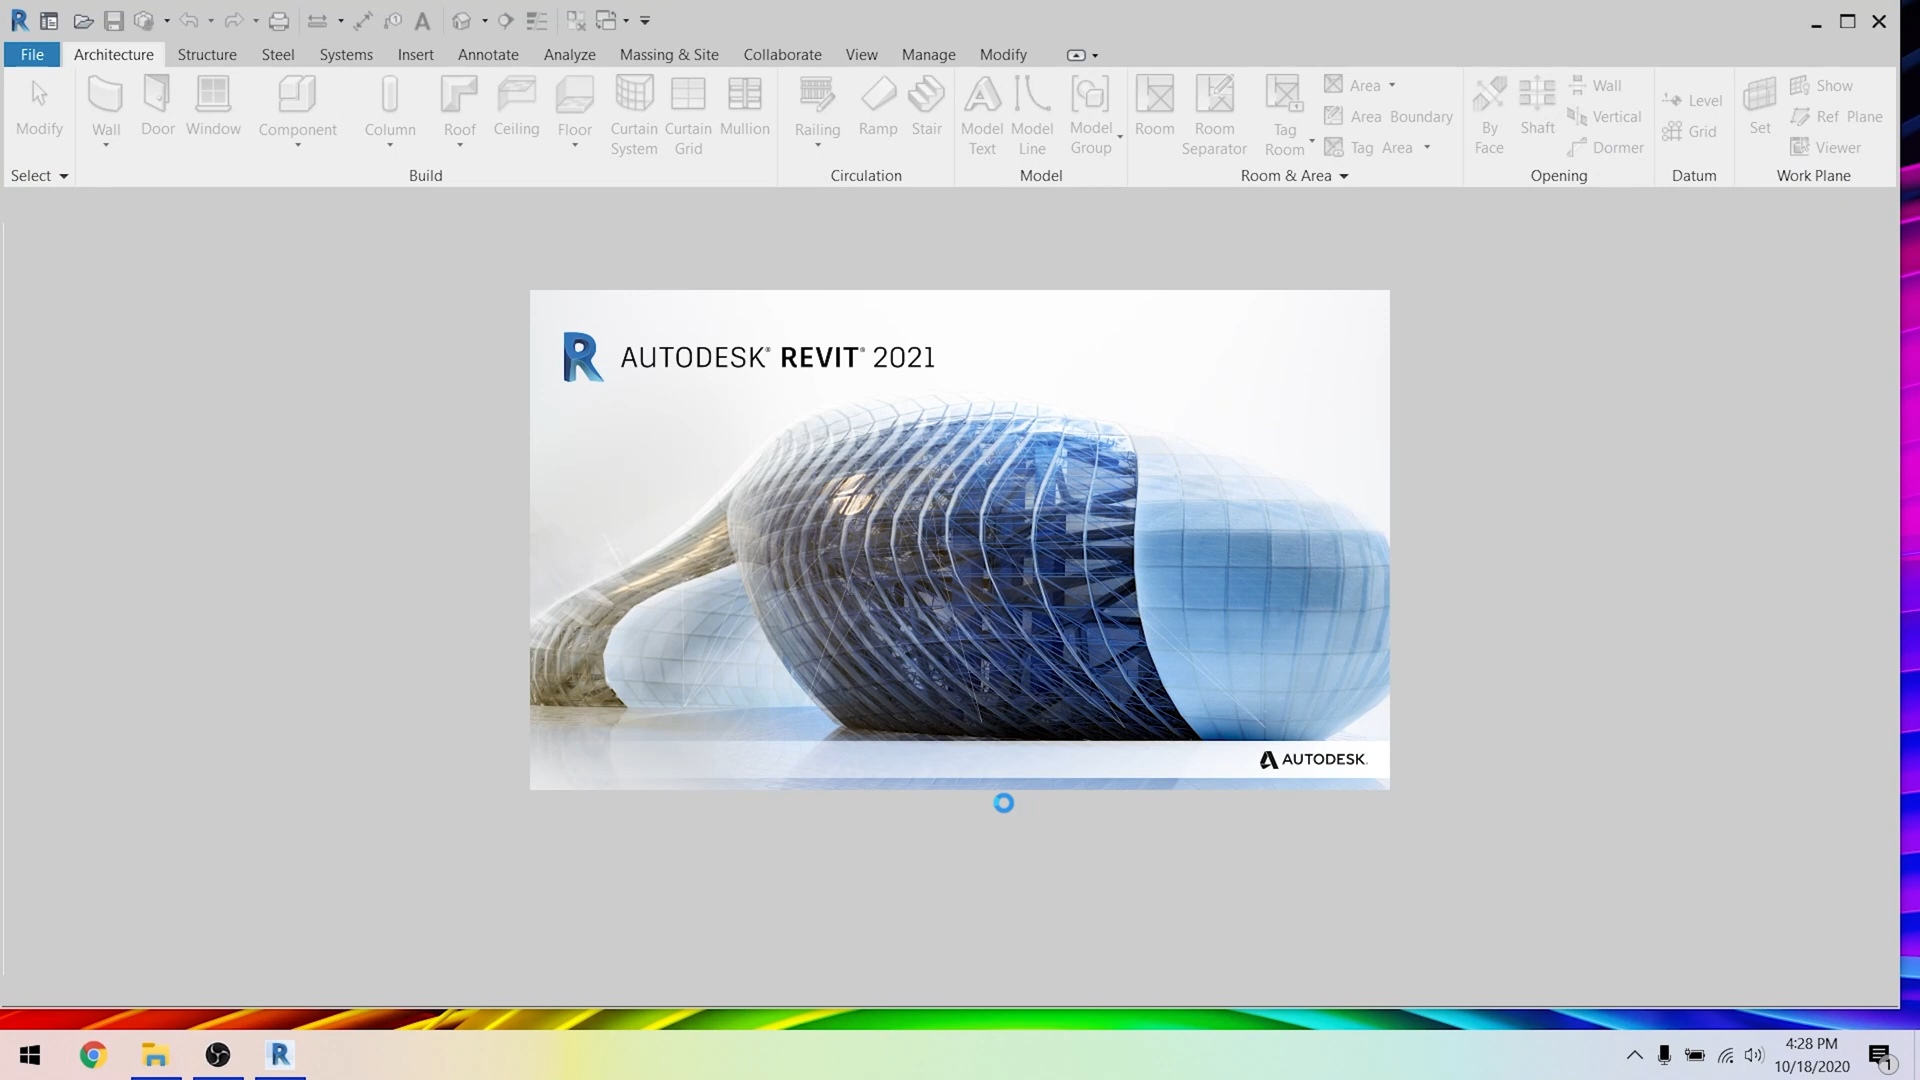 File Architecture Structure Steel Systems Insert Annotate Analyze Massing & Site Collaborate View Manage Modify
Modify
Wall
Door
Window
Component
Column
Roof
Ceiling
Floor
Curtain
System
Curtain
Grid
Mullion
Railing
Ramp
Stair
Model
Text
Model
Line
Model
Group
Room
Room
Separator
Tag
Room
Area
Area Boundary
Tag Area
By
Face
Shaft
Wall
Vertical
Dormer
Level
Grid
Set
Show
Ref Plane
Viewer
Select Build Circulation Model Room & Area Opening Datum Work Plane
AUTODESK® REVIT® 2021
AUTODESK.
4:28 PM
10/18/2020
1